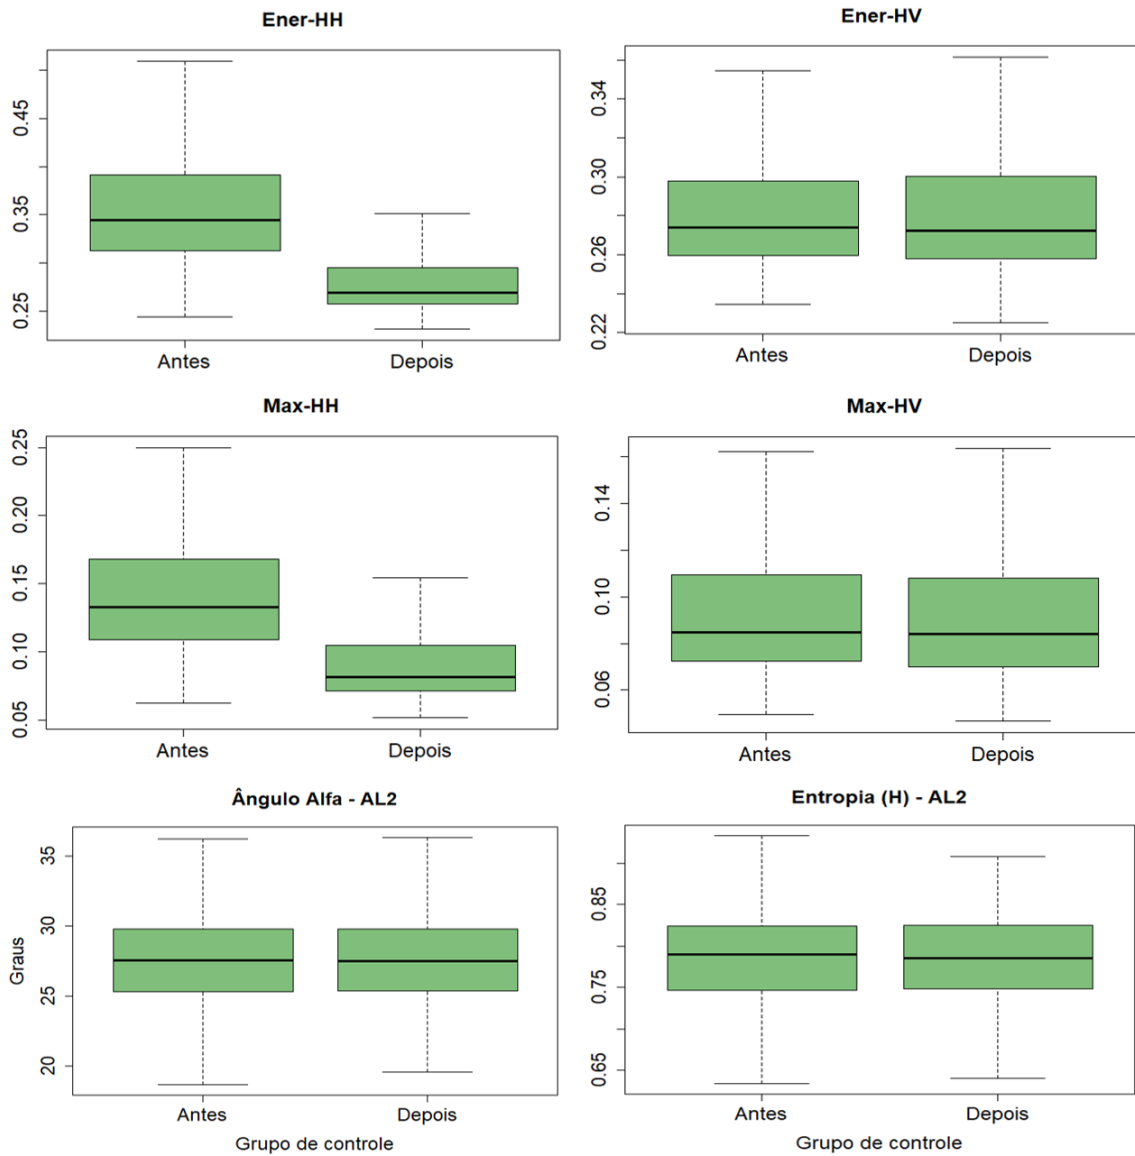 Ener-HH
0.45
0.35
0.25
Antes
Depois
Ener-HV
0.34
0.30
0.26
0.22
Antes
Depois
Max-HH
0.25
0.20
0.15
0.10
0.05
Antes
Depois
Max-HV
0.14
0.10
0.06
Antes
Depois
Ângulo Alfa - AL2
Graus
35
30
25
20
Antes
Depois
Grupo de controle
Entropia (H) - AL2
0.85
0.75
0.65
Antes
Depois
Grupo de controle